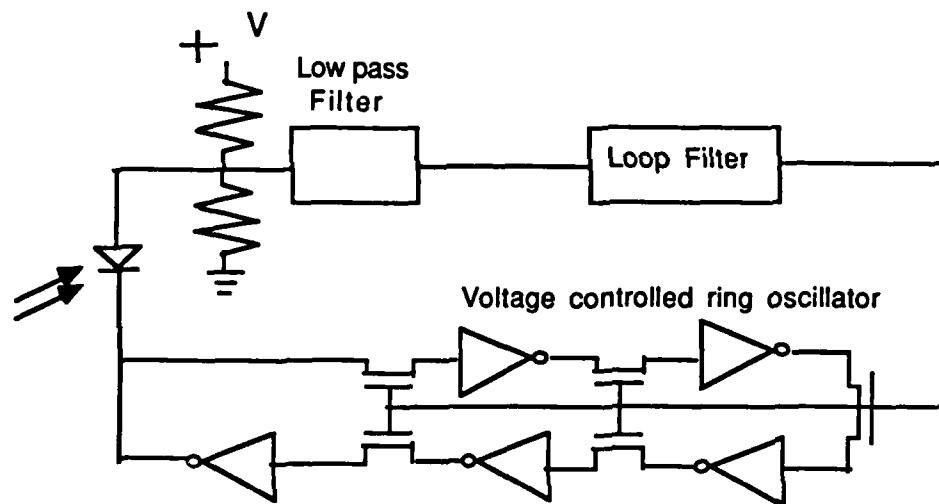 + V
Low pass
Filter
Loop Filter
Voltage controlled ring oscillator